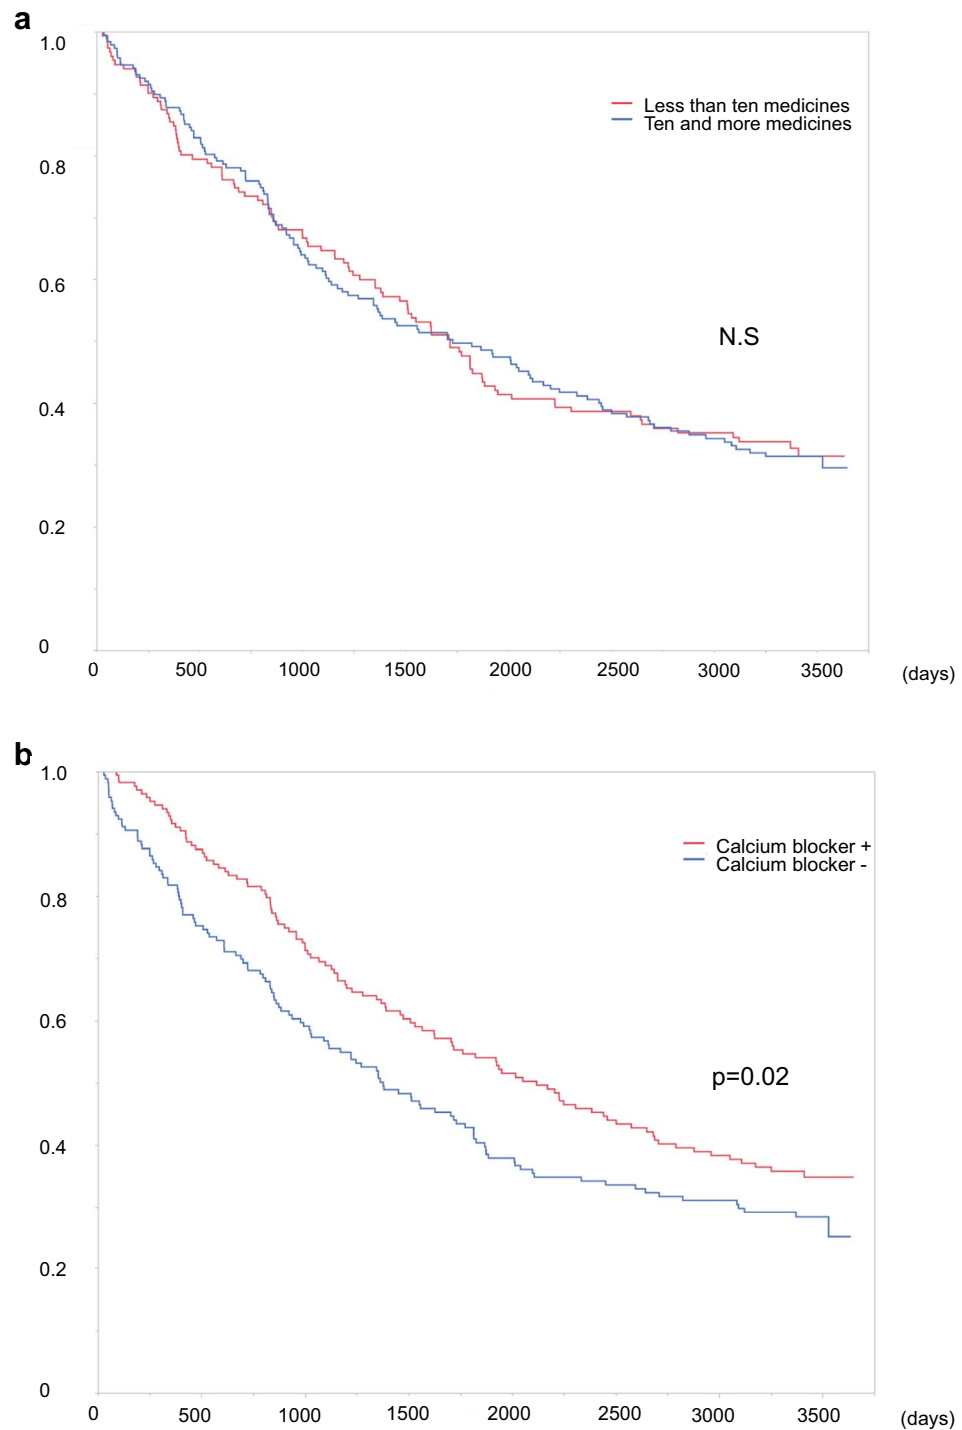 a
1.0
Less than ten medicines
Ten and more medicines
0.8
0.6
N.S
0.4
0.2
0
0 500 1000 1500 2000 2500 3000 3500 (days)
b
1.0
Calcium blocker +
Calcium blocker -
0.8
0.6
p=0.02
0.4
0.2
0
0 500 1000 1500 2000 2500 3000 3500 (days)